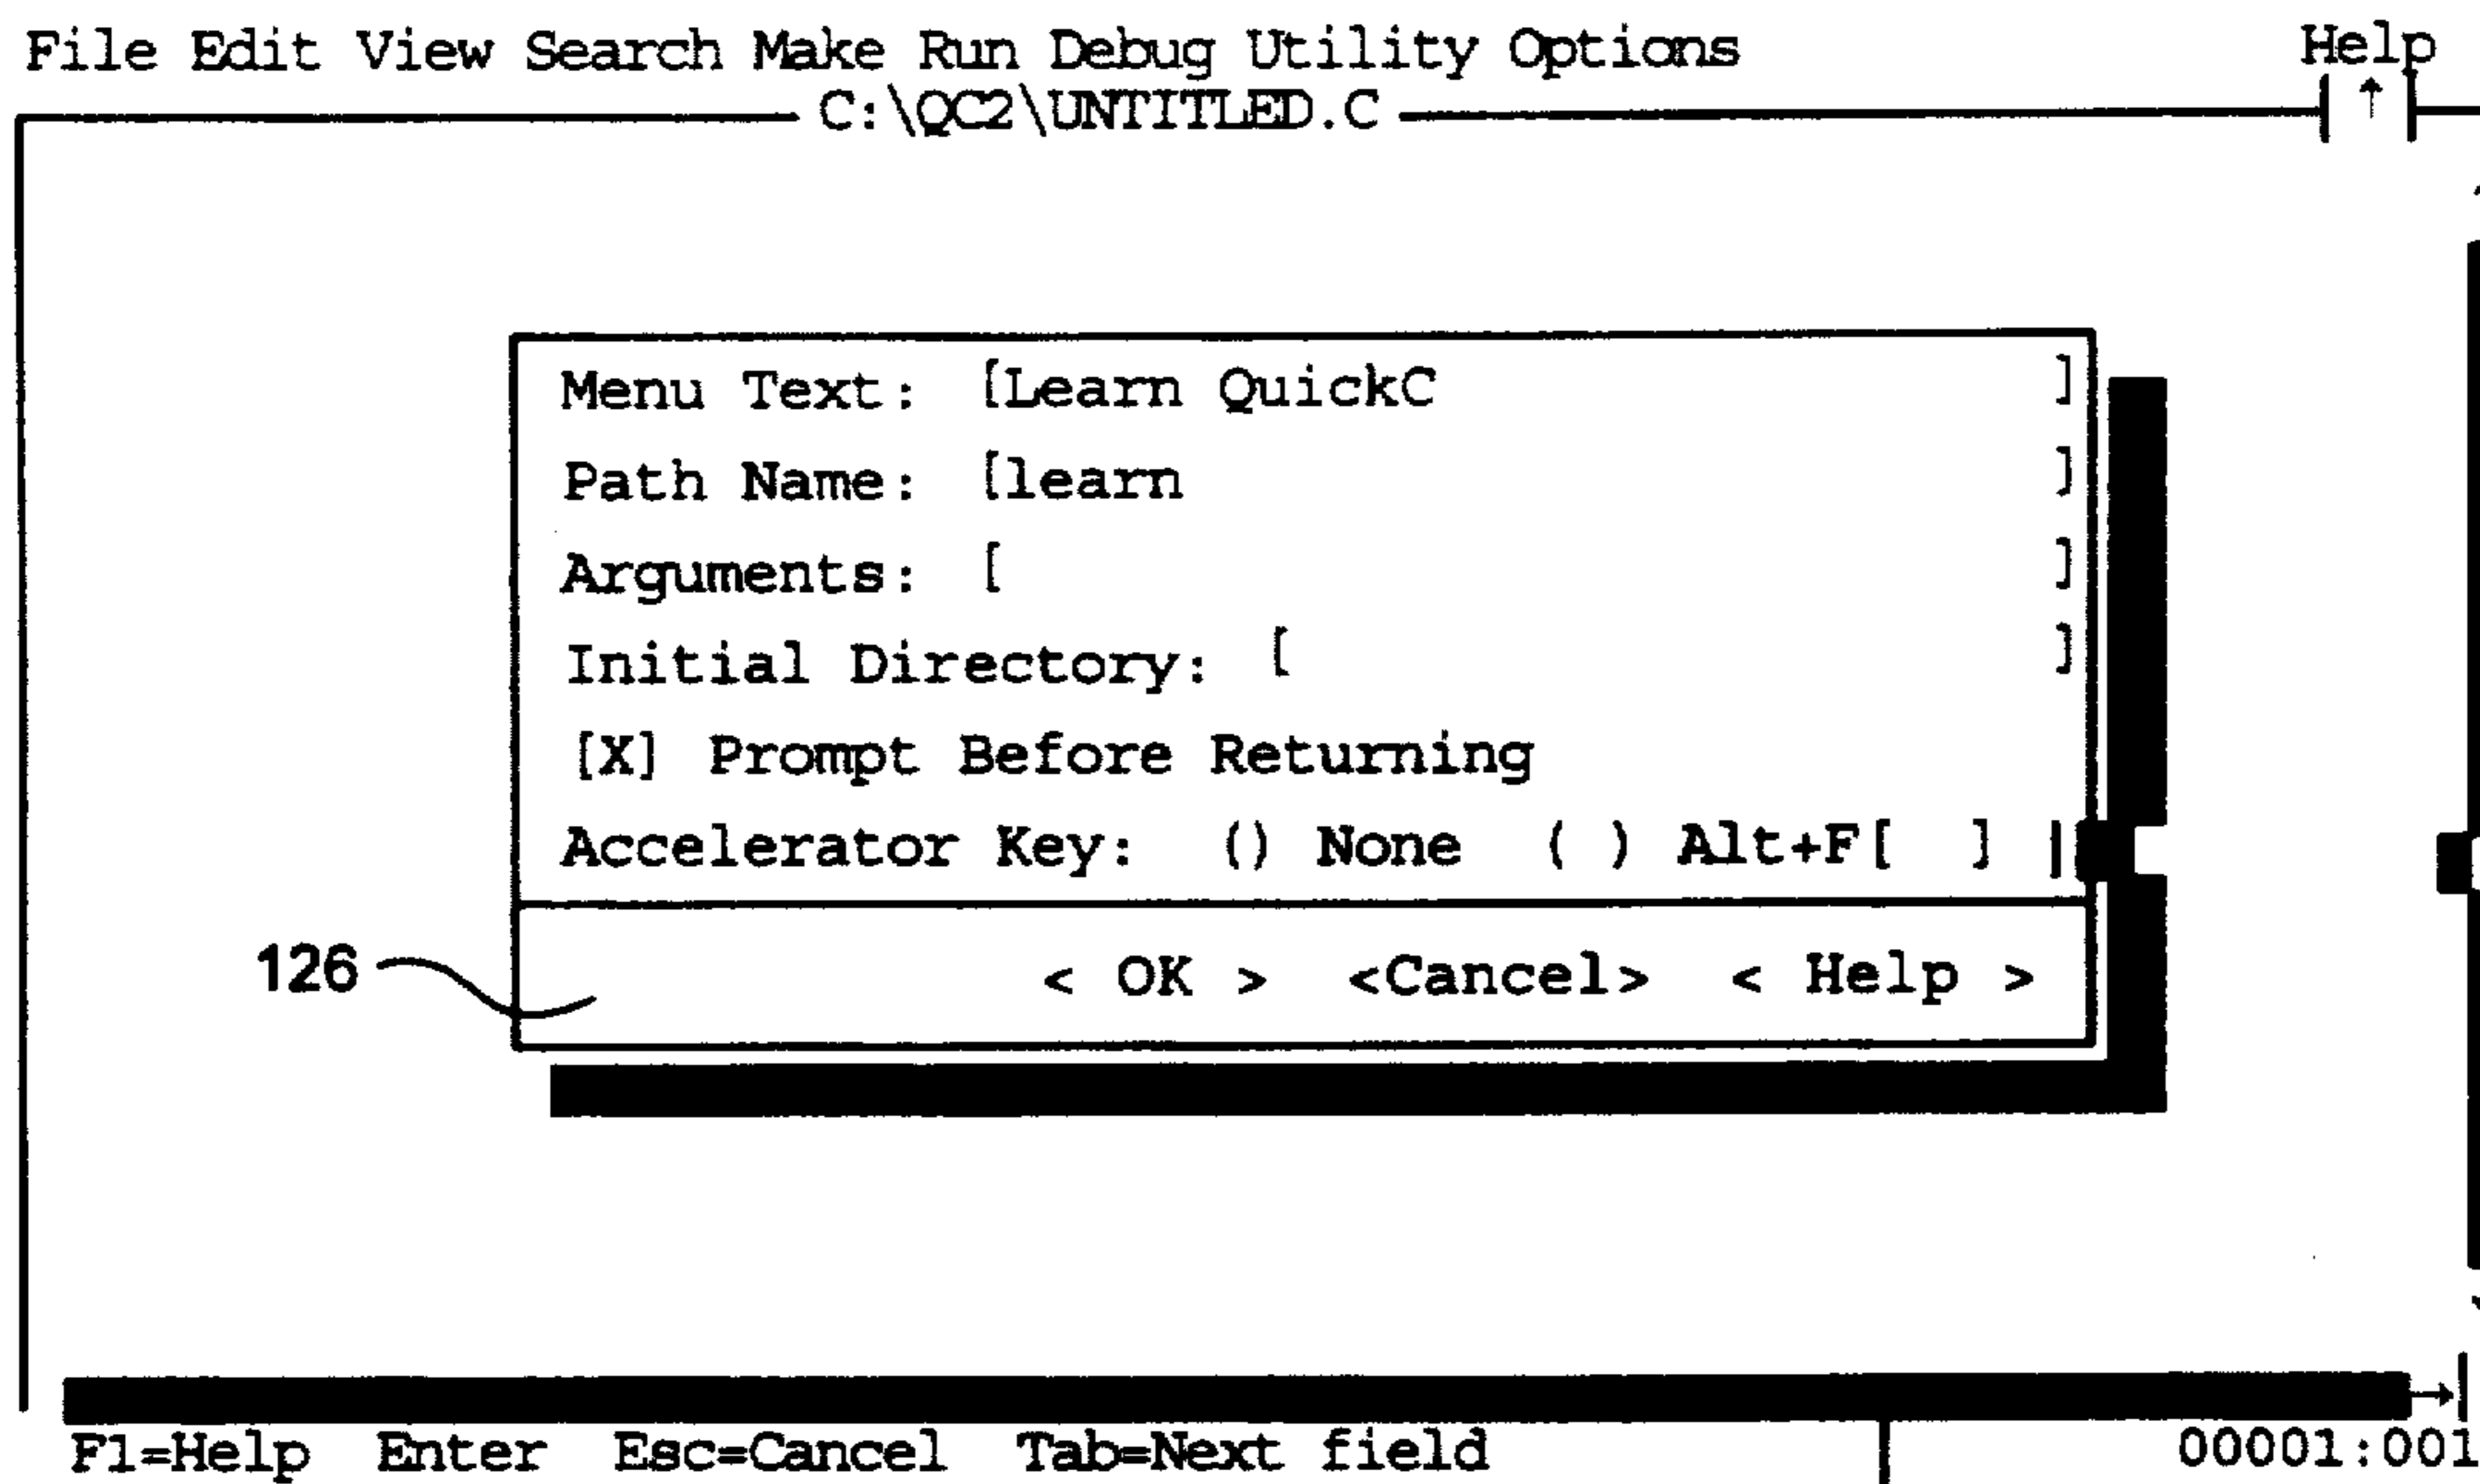 File Edit View Search Make Run Debug Utility Options Help
C:\QC2\UNTITLED.C ↑
Menu Text: [Learn QuickC ]
Path Name: [learn ]
Arguments: [ ]
Initial Directory: [ ]
[X] Prompt Before Returning
Accelerator Key: () None ( ) Alt+F[ ]
126
< OK > <Cancel> < Help >
F1=Help Enter Esc=Cancel Tab=Next field 00001:001